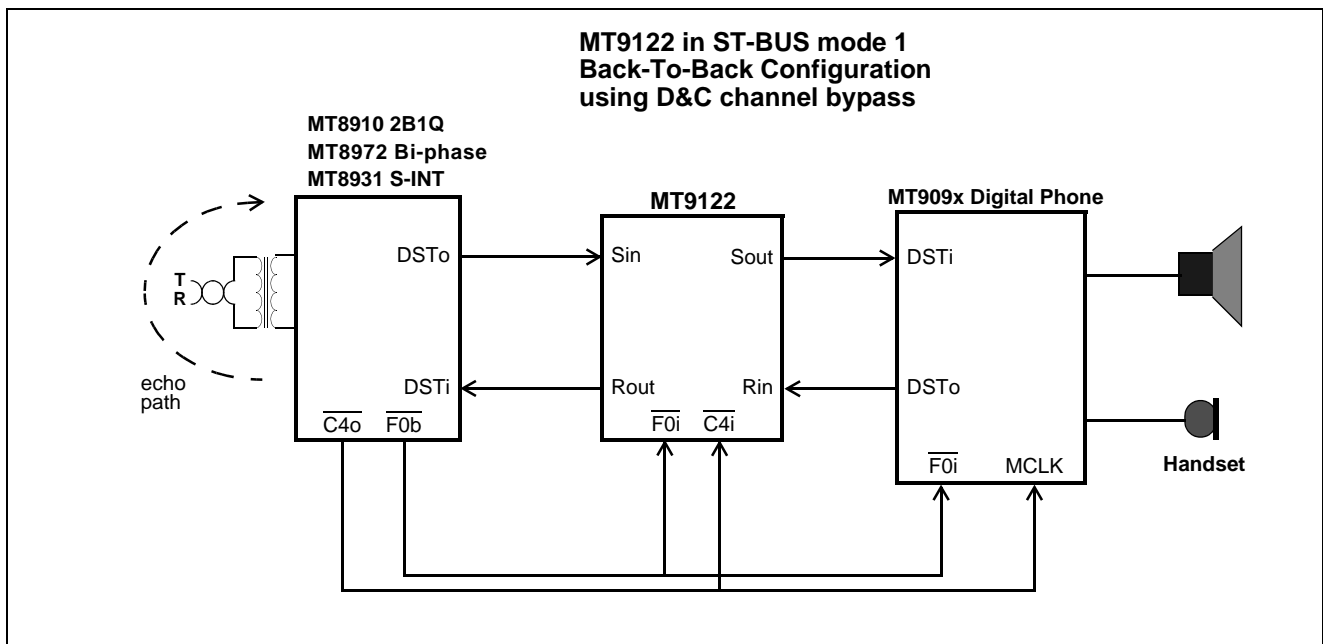 MT9122 in ST-BUS mode 1
Back-To-Back Configuration
using D&C channel bypass
MT8910 2B1Q
MT8972 Bi-phase
MT8931 S-INT
MT9122
MT909x Digital Phone
DSTo
Sin
Sout
DSTi
T
R
echo
path
DSTi
Rout
Rin
DSTo
C4o
F0b
F0i
C4i
F0i
MCLK
Handset